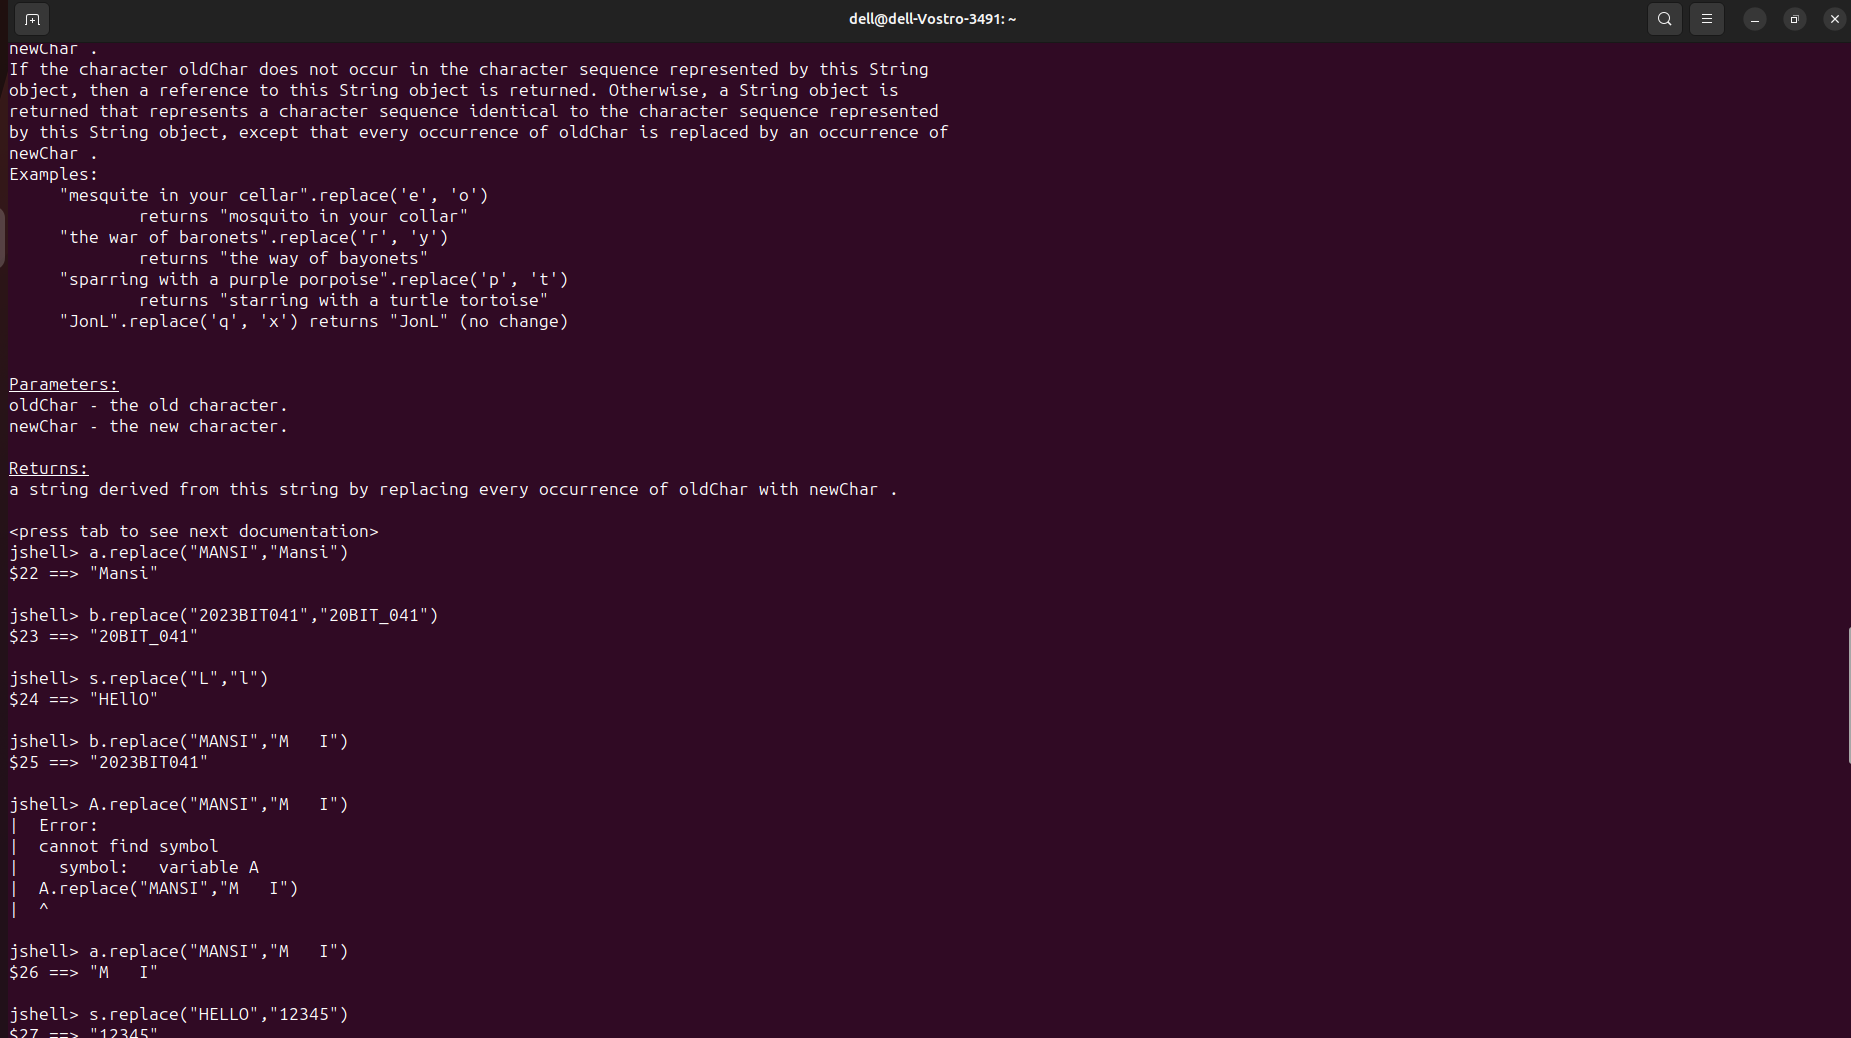 dell@dell-Vostro-3491: ~
newChar .
If the character oldChar does not occur in the character sequence represented by this String
object, then a reference to this String object is returned. Otherwise, a String object is
returned that represents a character sequence identical to the character sequence represented
by this String object, except that every occurrence of oldChar is replaced by an occurrence of
newChar .
Examples:
     "mesquite in your cellar".replace('e', 'o')
             returns "mosquito in your collar"
     "the war of baronets".replace('r', 'y')
             returns "the way of bayonets"
     "sparring with a purple porpoise".replace('p', 't')
             returns "starring with a turtle tortoise"
     "JonL".replace('q', 'x') returns "JonL" (no change)
Parameters:
oldChar - the old character.
newChar - the new character.
Returns:
a string derived from this string by replacing every occurrence of oldChar with newChar .
<press tab to see next documentation>
jshell> a.replace("MANSI","Mansi")
$22 ==> "Mansi"
jshell> b.replace("2023BIT041","20BIT_041")
$23 ==> "20BIT_041"
jshell> s.replace("L","l")
$24 ==> "HEllO"
jshell> b.replace("MANSI","M   I")
$25 ==> "2023BIT041"
jshell> A.replace("MANSI","M   I")
|  Error:
|  cannot find symbol
|    symbol:   variable A
|  A.replace("MANSI","M   I")
|  ^
jshell> a.replace("MANSI","M   I")
$26 ==> "M   I"
jshell> s.replace("HELLO","12345")
$27 ==> "12345"